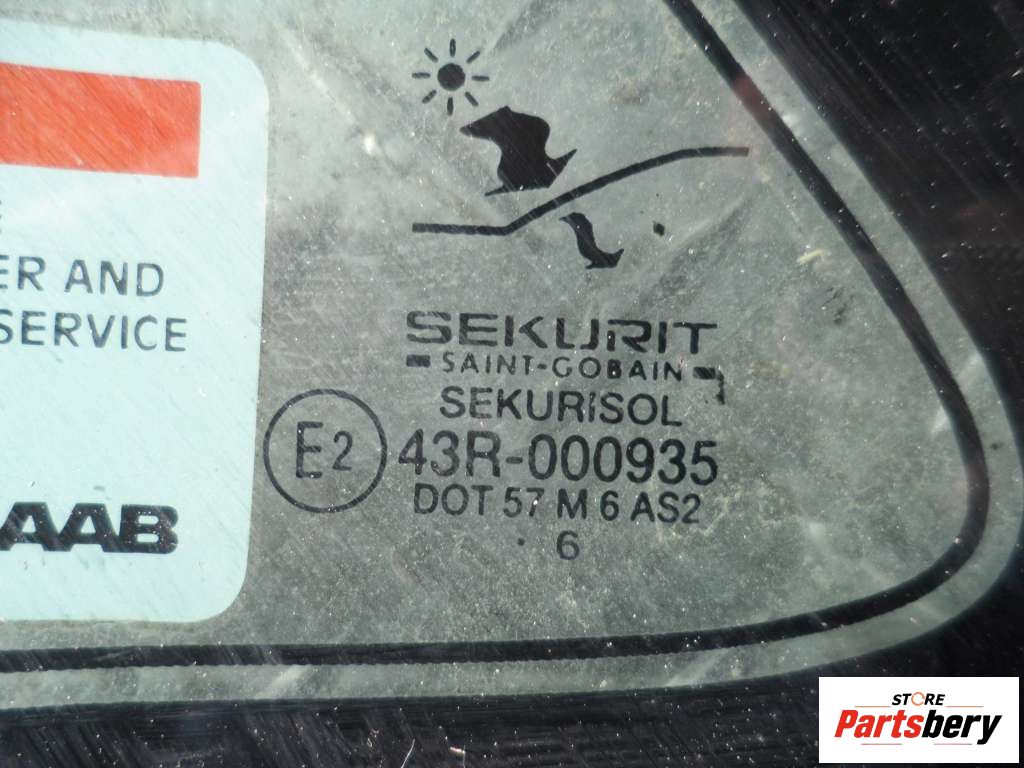 ER AND
SERVICE
AAB
SEKURIT
SAINT-GOBAIN
SEKURISOL
E2
43R-000935
DOT 57 M 6 AS2
. 6
STORE
Partsbery